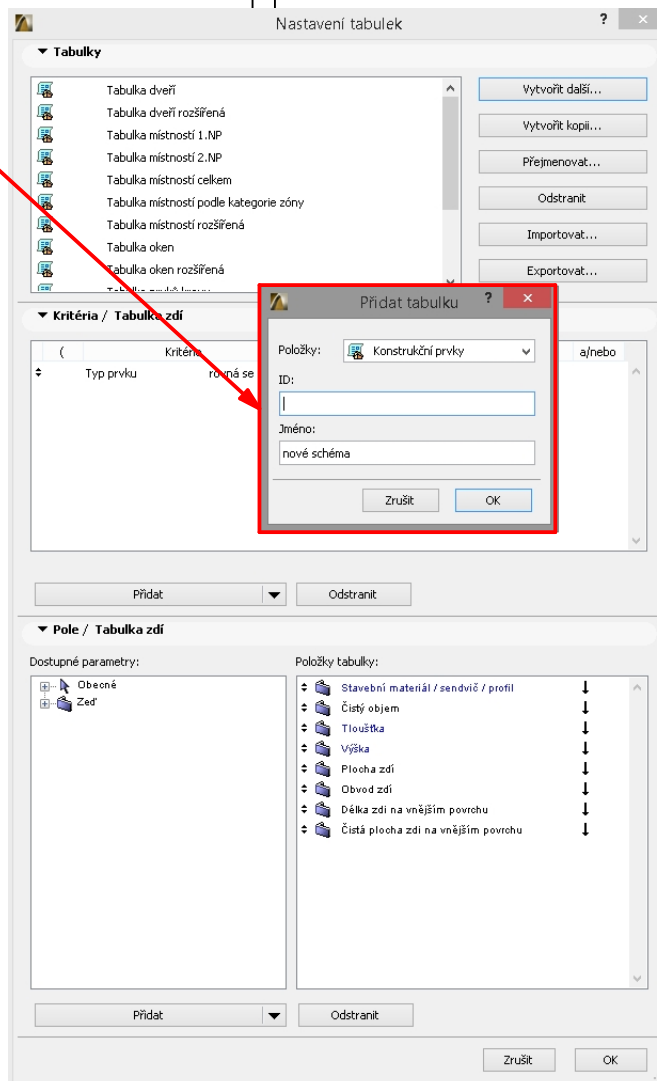 Nastavení tabulek
?
Tabulky
Tabulka dveří
Tabulka dveří rozšířená
Tabulka místností 1.NP
Tabulka místností 2.NP
Tabulka místností celkem
Tabulka místností podle kategorie zóny
Tabulka místností rozšířená
Tabulka oken
Tabulka oken rozšířená
Vytvořit další...
Vytvořit kopii...
Přejmenovat...
Odstranit
Importovat...
Exportovat...
Přidat tabulku
?
Položky:
Konstrukční prvky
ID:
Jméno:
nové schéma
Zrušit
OK
Kritéria / Tabulka zdí
(
Kritéria
a/nebo
Typ prvku
rovná se
Přidat
Odstranit
Pole / Tabulka zdí
Dostupné parametry:
Obecné
Zeď
Položky tabulky:
Stavební materiál / sendvič / profil
Čistý objem
Tloušťka
Výška
Plocha zdí
Obvod zdí
Délka zdi na vnějším povrchu
Čistá plocha zdi na vnějším povrchu
Přidat
Odstranit
Zrušit
OK